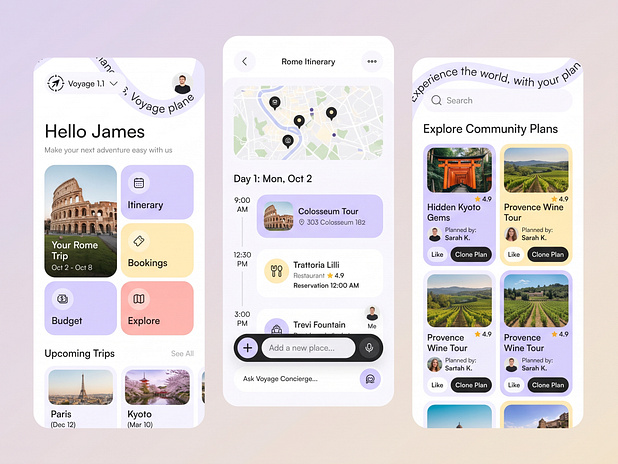 Voyage 1.1
Voyage plane
Hello James
Make your next adventure easy with us
Your Rome
Trip
Oct 2 - Oct 8
Itinerary
Bookings
Budget
Explore
Upcoming Trips
See All
Paris
(Dec 12)
Kyoto
(Mar 10)
Rome Itinerary
Day 1: Mon, Oct 2
9:00
AM
Colosseum Tour
303 Colosseum 1B2
12:30
PM
Trattoria Lilli
Restaurant 4.9
Reservation 12:00 AM
3:00
PM
Trevi Fountain
Me
Add a new place...
Ask Voyage Concierge...
Experience the world, with your plan
Search
Explore Community Plans
4.9
Hidden Kyoto
Gems
Planned by:
Sarah K.
Like
Clone Plan
4.9
Provence Wine
Tour
Planned by:
Sarah K.
Like
Clone Plan
4.9
Provence
Wine Tour
Planned by:
Sartah K.
Like
Clone Plan
4.9
Provence
Wine Tour
Planned by:
Sarah K.
Like
Clone Plan